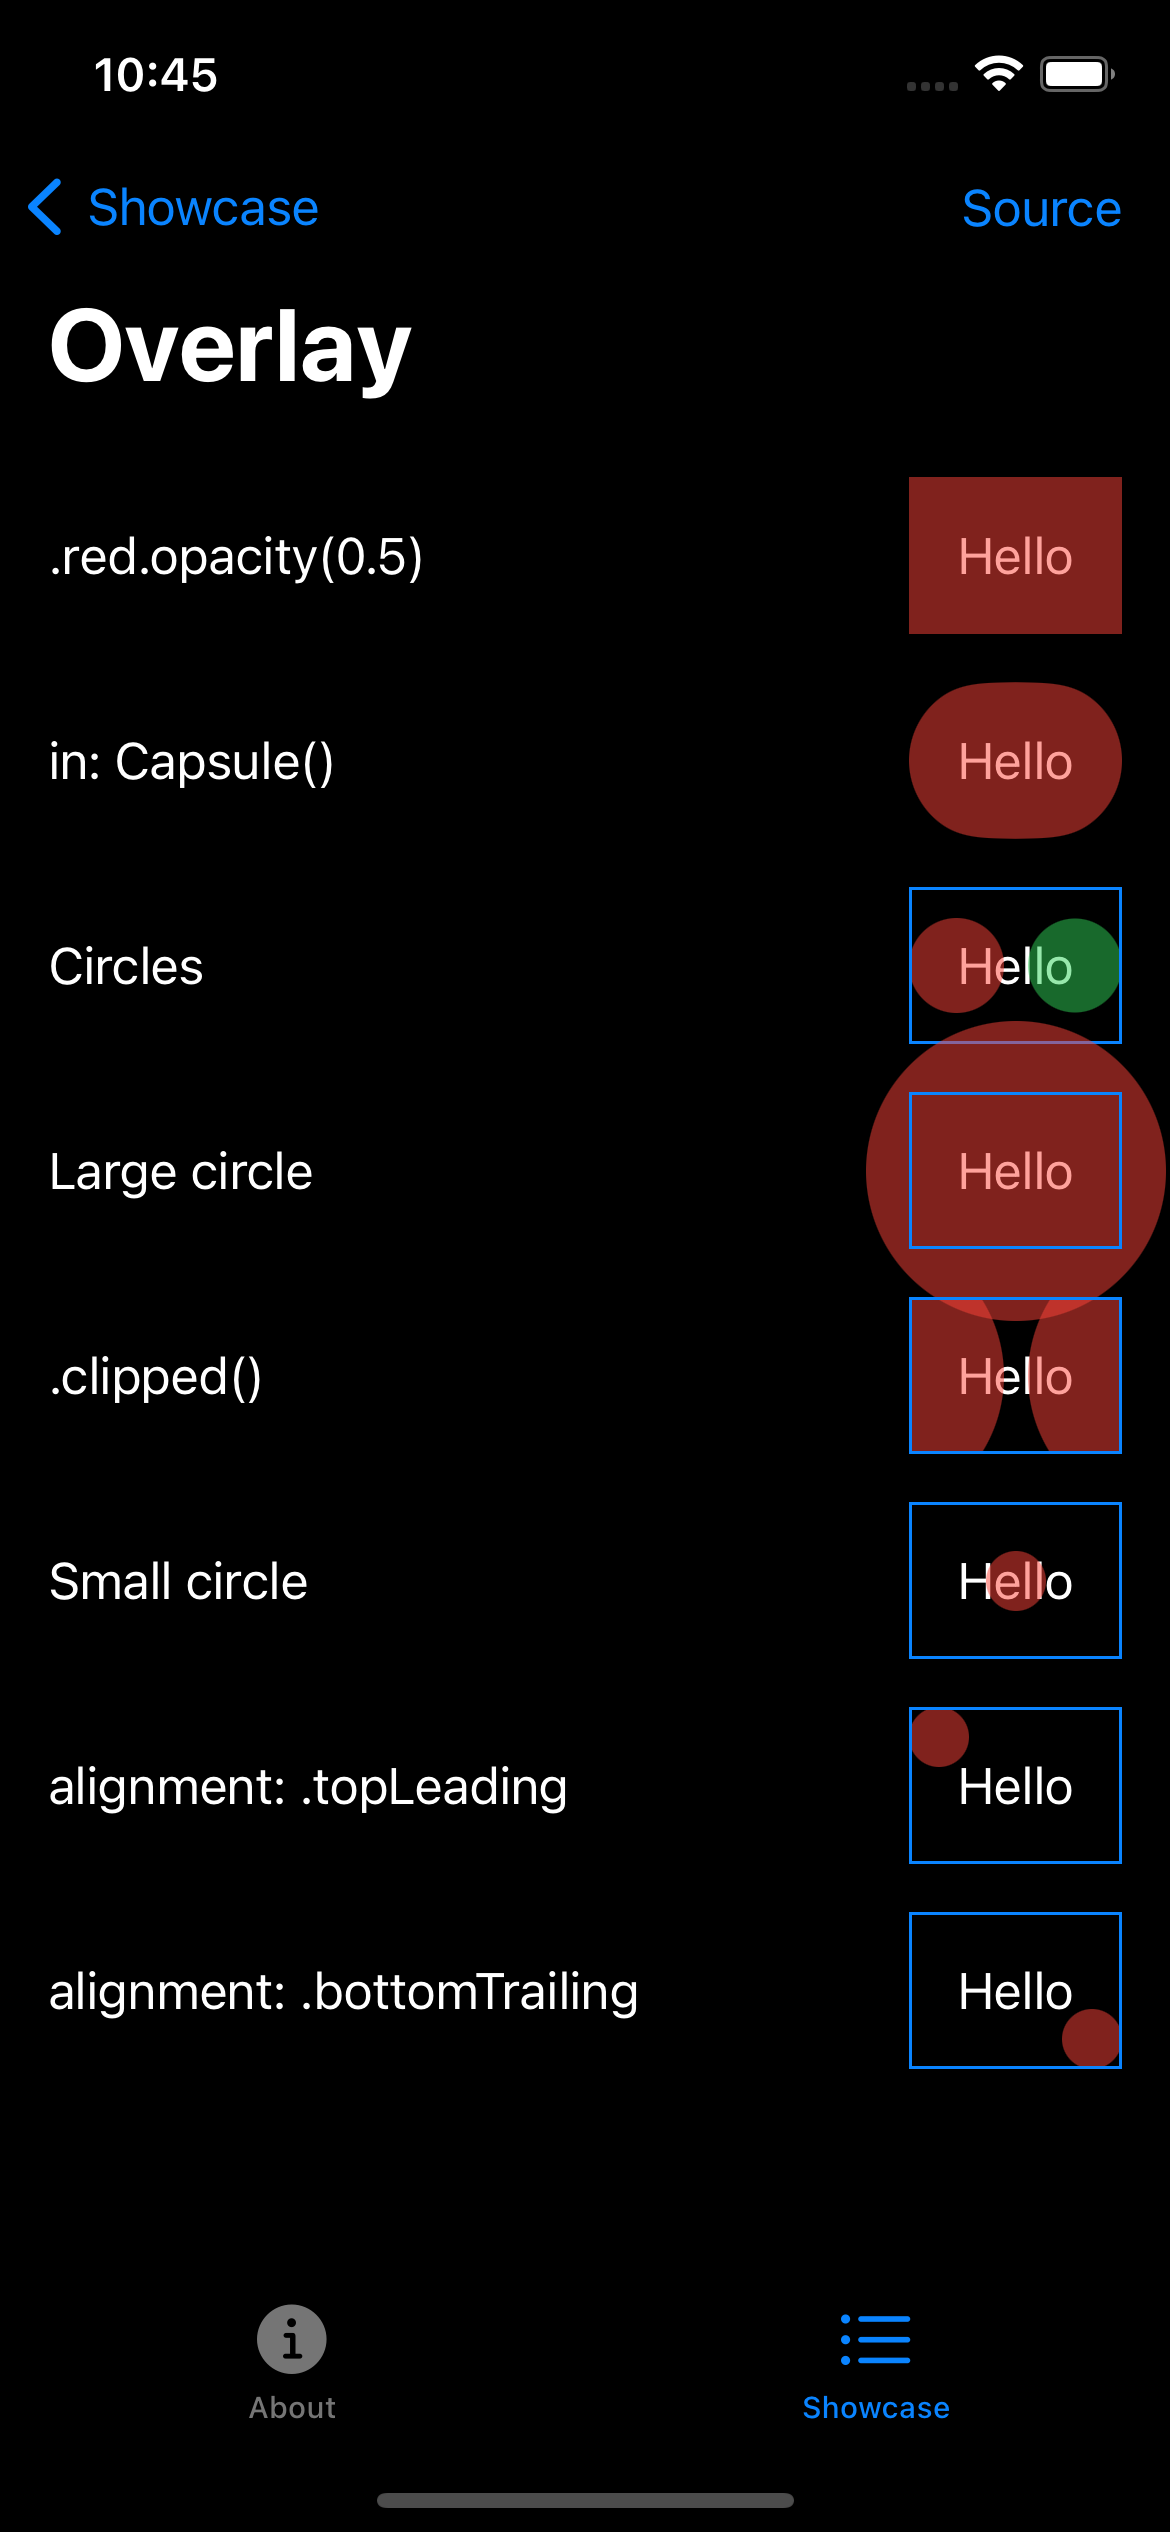 10:45
Showcase
Source
Overlay
.red.opacity(0.5)
Hello
in: Capsule()
Hello
Circles
Hello
Large circle
Hello
.clipped()
Hello
Small circle
Hello
alignment: .topLeading
Hello
alignment: .bottomTrailing
Hello
About
Showcase